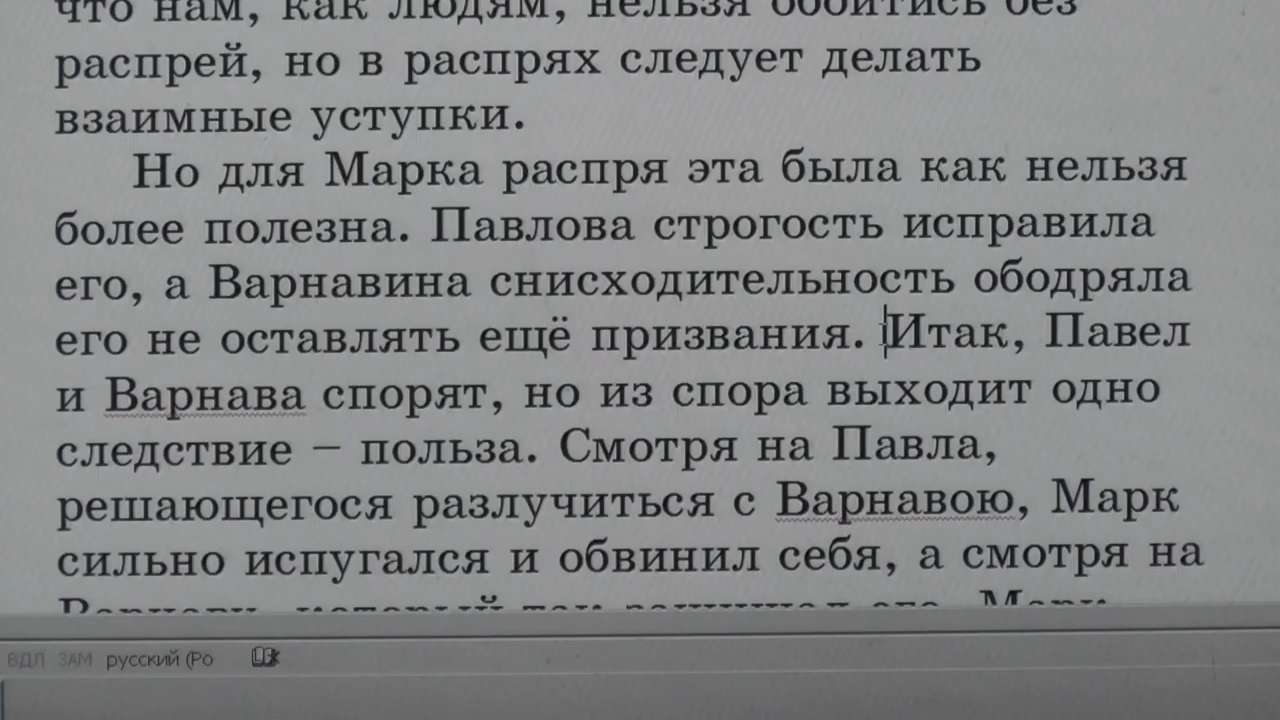 что нам, как людям, нельзя обойтись без
распрей, но в распрях следует делать
взаимные уступки.
Но для Марка распря эта была как нельзя
более полезна. Павлова строгость исправила
его, а Варнавина снисходительность ободряла
его не оставлять ещё призвания. Итак, Павел
и Варнава спорят, но из спора выходит одно
следствие – польза. Смотря на Павла,
решающегося разлучиться с Варнавою, Марк
сильно испугался и обвинил себя, а смотря на
ВДЛ ЗАМ русский (Ро